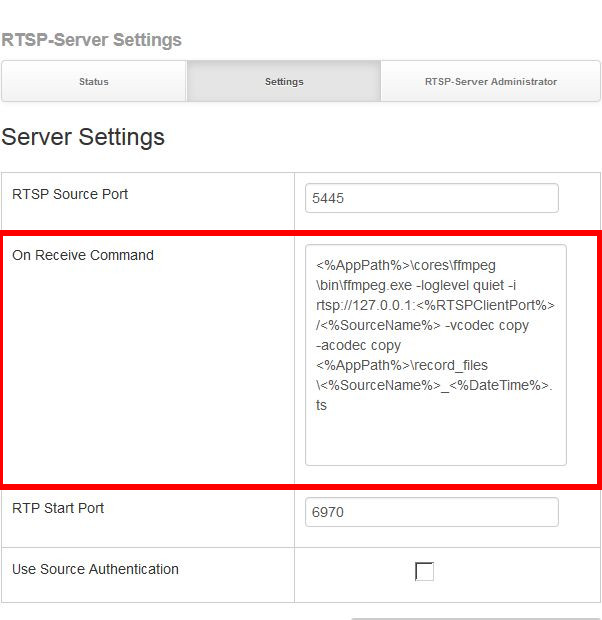 RTSP-Server Settings
Status Settings RTSP-Server Administrator
Server Settings
RTSP Source Port 5445
On Receive Command
<%AppPath%>\cores\ffmpeg
\bin\ffmpeg.exe -loglevel quiet -i
rtsp://127.0.0.1:<%RTSPClientPort%>
/<%SourceName%> -vcodec copy
-acodec copy
<%AppPath%>\record_files
\<%SourceName%>_<%DateTime%>.
ts
RTP Start Port 6970
Use Source Authentication